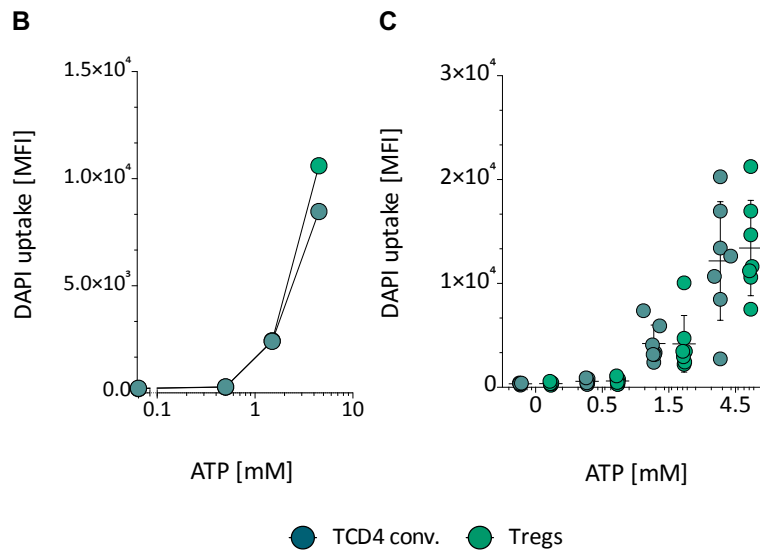 B
DAPI uptake [MFI]
1.5×10⁴
1.0×10⁴
5.0×10³
0.0
0.1 1 10
ATP [mM]
C
DAPI uptake [MFI]
3×10⁴
2×10⁴
1×10⁴
0
0 0.5 1.5 4.5
ATP [mM]
TCD4 conv. Tregs